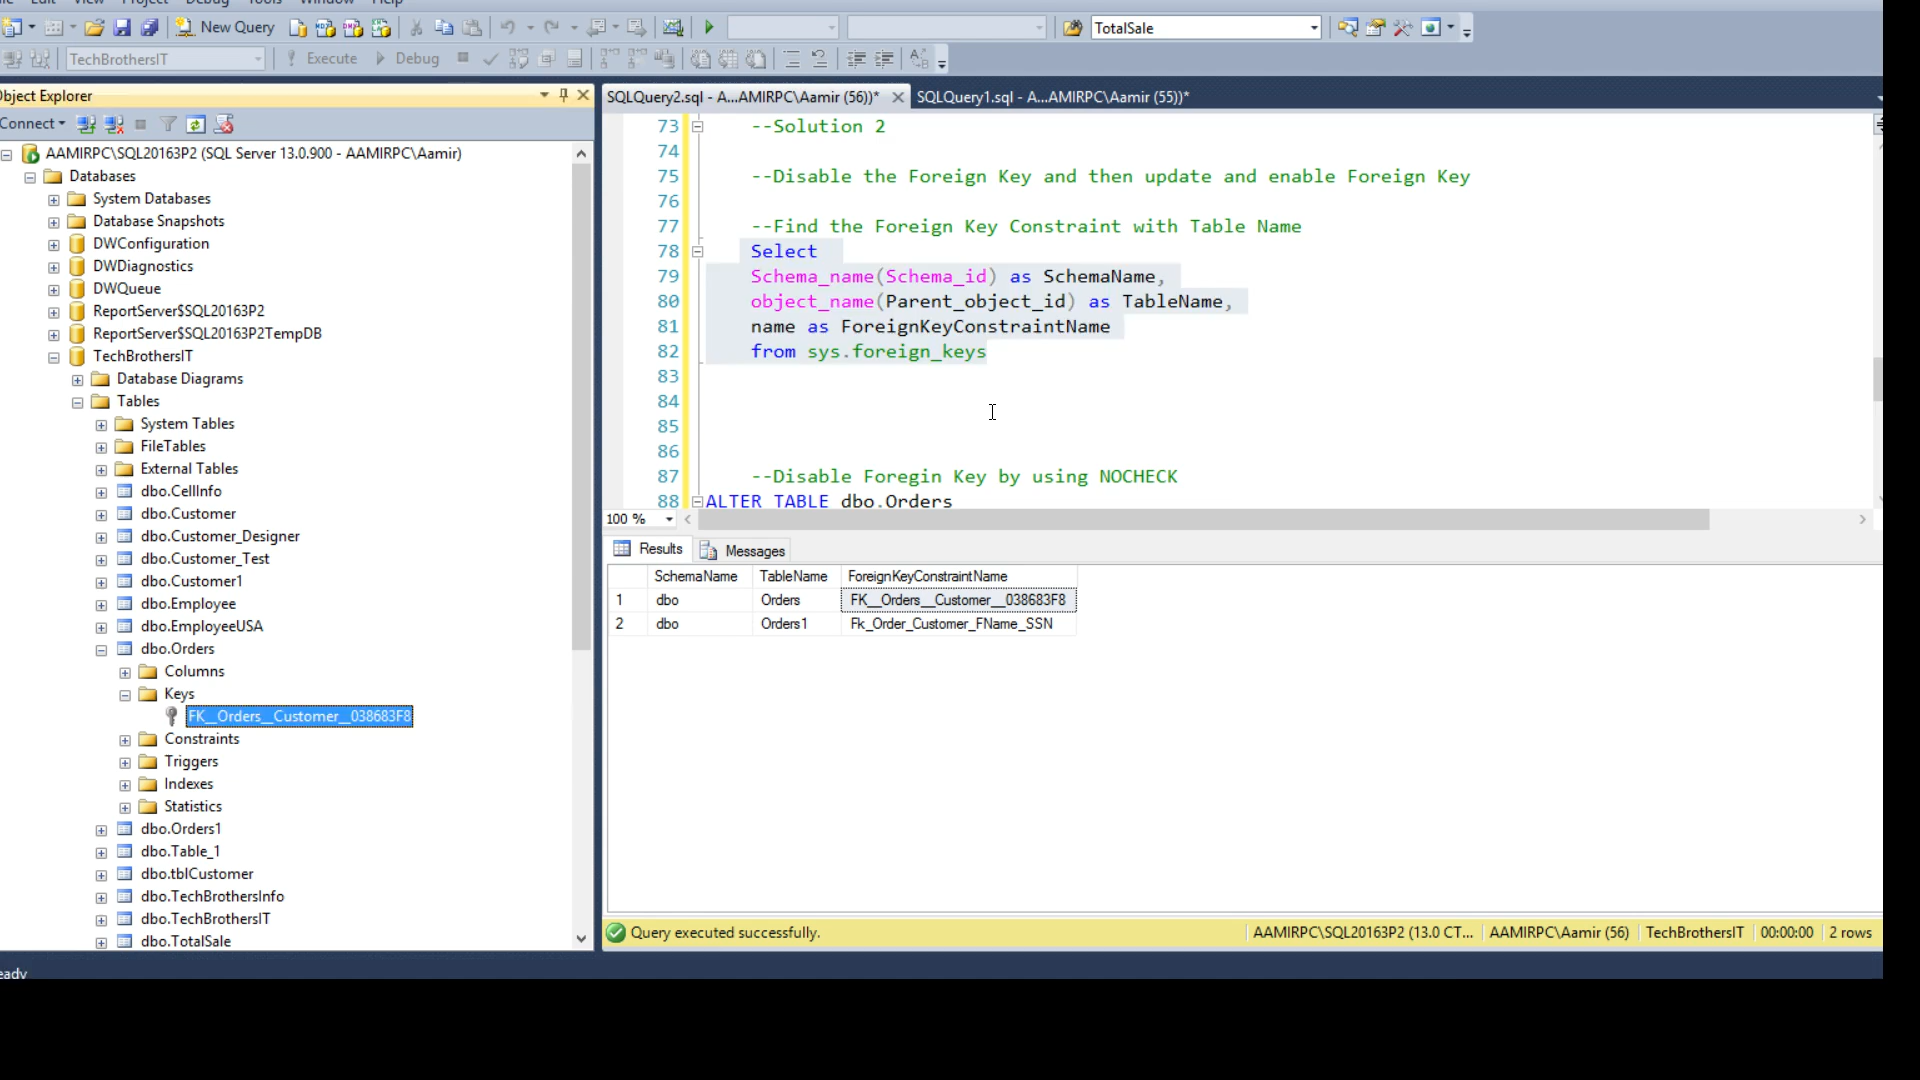 Edit View Project Debug Tools Window Help
New Query
TotalSale
TechBrothersIT
Execute
Debug
Object Explorer
Connect
AAMIRPC\SQL20163P2 (SQL Server 13.0.900 - AAMIRPC\Aamir)
Databases
System Databases
Database Snapshots
DWConfiguration
DWDiagnostics
DWQueue
ReportServer$SQL20163P2
ReportServer$SQL20163P2TempDB
TechBrothersIT
Database Diagrams
Tables
System Tables
FileTables
External Tables
dbo.CellInfo
dbo.Customer
dbo.Customer_Designer
dbo.Customer_Test
dbo.Customer1
dbo.Employee
dbo.EmployeeUSA
dbo.Orders
Columns
Keys
FK__Orders__Customer__038683F8
Constraints
Triggers
Indexes
Statistics
dbo.Orders1
dbo.Table_1
dbo.tblCustomer
dbo.TechBrothersInfo
dbo.TechBrothersIT
dbo.TotalSale
SQLQuery2.sql - A...AMIRPC\Aamir (56))*
SQLQuery1.sql - A...AMIRPC\Aamir (55))*
73 --Solution 2
74
75 --Disable the Foreign Key and then update and enable Foreign Key
76
77 --Find the Foreign Key Constraint with Table Name
78 Select
79 Schema_name(Schema_id) as SchemaName,
80 object_name(Parent_object_id) as TableName,
81 name as ForeignKeyConstraintName
82 from sys.foreign_keys
83
84
85
86
87 --Disable Foregin Key by using NOCHECK
88 ALTER TABLE dbo.Orders
100 %
Results Messages
SchemaName TableName ForeignKeyConstraintName
1 dbo Orders FK__Orders__Customer__038683F8
2 dbo Orders1 Fk_Order_Customer_FName_SSN
Query executed successfully.
AAMIRPC\SQL20163P2 (13.0 CT... AAMIRPC\Aamir (56) TechBrothersIT 00:00:00 2 rows
eady